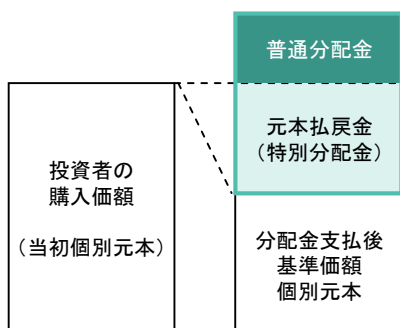 普通分配金
元本払戻金
（特別分配金）
投資者の
購入価額
（当初個別元本）
分配金支払後
基準価額
個別元本